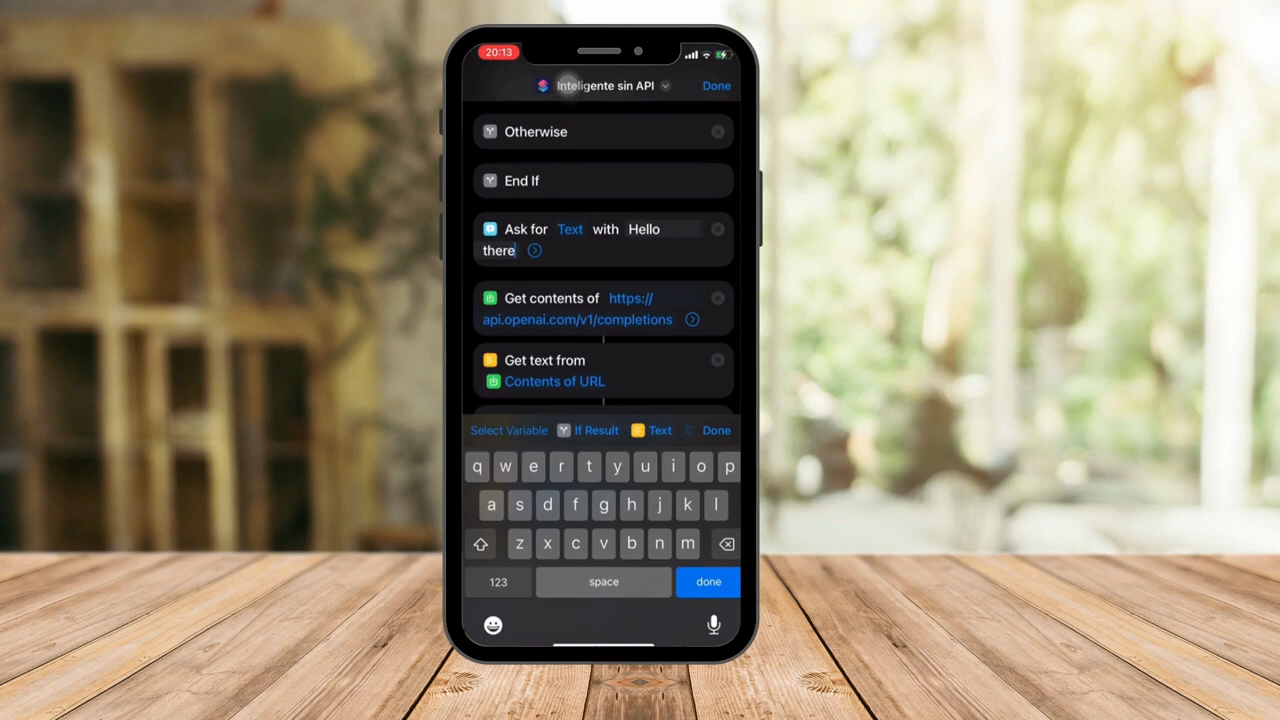 20:13
Inteligente sin API
Done
Otherwise
End If
Ask for Text with Hello
there
Get contents of https://
api.openai.com/v1/completions
Get text from
Contents of URL
Select Variable If Result Text Done
q w e r t y u i o p
a s d f g h j k l
z x c v b n m
123 space done